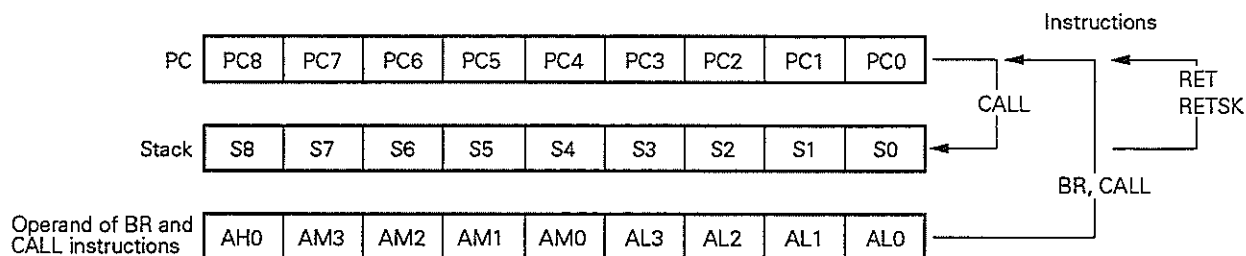 Instructions
PC PC8 PC7 PC6 PC5 PC4 PC3 PC2 PC1 PC0
RET
RETSK
CALL
Stack S8 S7 S6 S5 S4 S3 S2 S1 S0
BR, CALL
Operand of BR and
CALL instructions AH0 AM3 AM2 AM1 AM0 AL3 AL2 AL1 AL0